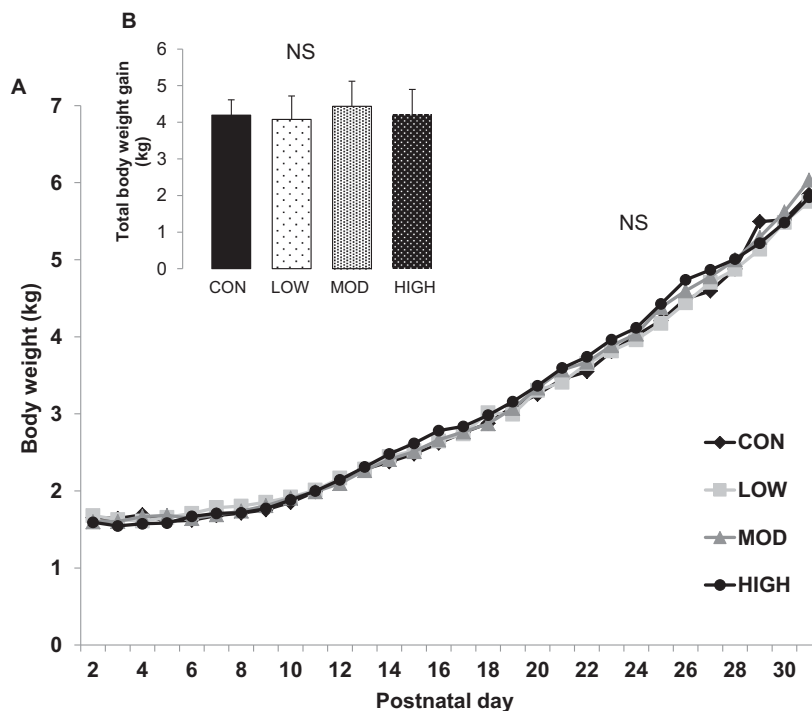 B
NS
Total body weight gain
(kg)
6
5
4
3
2
1
0
CON LOW MOD HIGH
A
Body weight (kg)
7
6
5
4
3
2
1
0
NS
CON
LOW
MOD
HIGH
2 4 6 8 10 12 14 16 18 20 22 24 26 28 30
Postnatal day